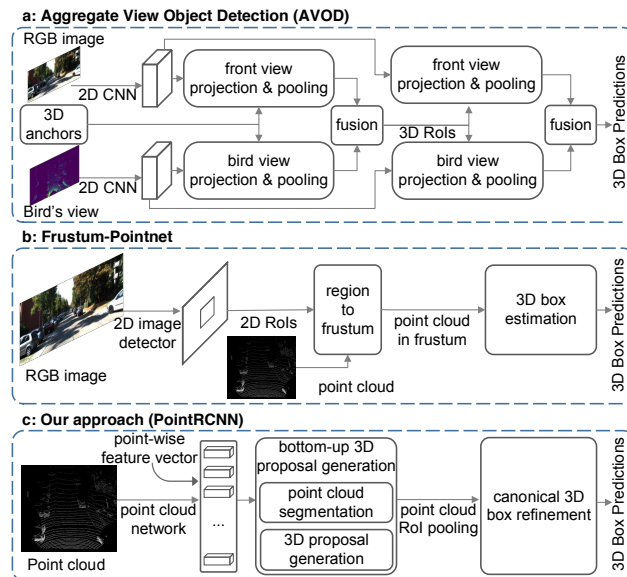 a: Aggregate View Object Detection (AVOD)
RGB image
2D CNN
front view
projection & pooling
front view
projection & pooling
3D
anchors
fusion
3D RoIs
fusion
2D CNN
bird view
projection & pooling
bird view
projection & pooling
Bird's view
3D Box Predictions
b: Frustum-Pointnet
2D image
detector
RGB image
2D RoIs
region
to
frustum
point cloud
point cloud
in frustum
3D box
estimation
3D Box Predictions
c: Our approach (PointRCNN)
point-wise
feature vector
point cloud
network
Point cloud
...
bottom-up 3D
proposal generation
point cloud
segmentation
3D proposal
generation
point cloud
RoI pooling
canonical 3D
box refinement
3D Box Predictions